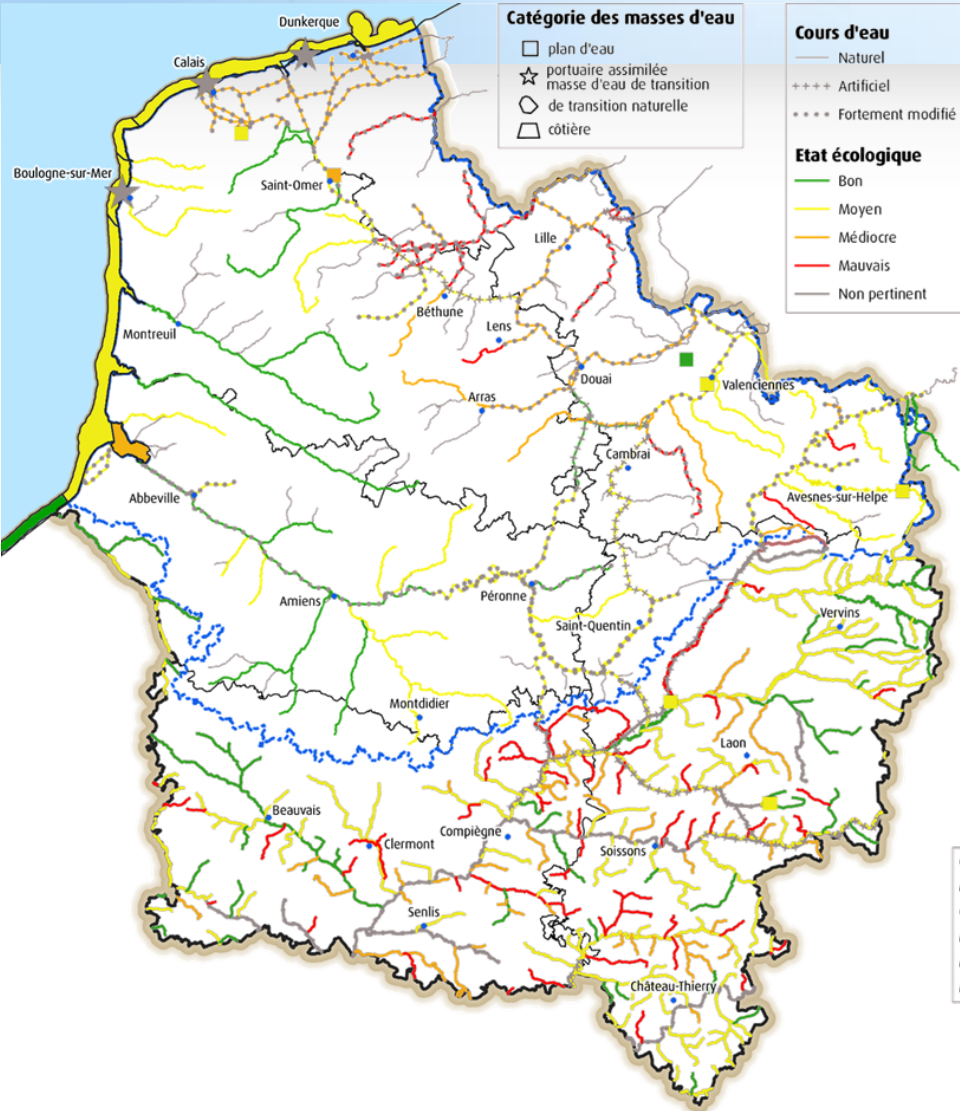 Catégorie des masses d'eau
plan d'eau
portuaire assimilée
masse d'eau de transition
de transition naturelle
côtière
Cours d'eau
Naturel
Artificiel
Fortement modifié
Etat écologique
Bon
Moyen
Médiocre
Mauvais
Non pertinent
Dunkerque
Calais
Boulogne-sur-Mer
Saint-Omer
Lille
Béthune
Montreuil
Lens
Douai
Valenciennes
Arras
Cambrai
Abbeville
Avesnes-sur-Helpe
Amiens
Péronne
Saint-Quentin
Vervins
Montdidier
Laon
Beauvais
Compiègne
Clermont
Soissons
Senlis
Château-Thierry